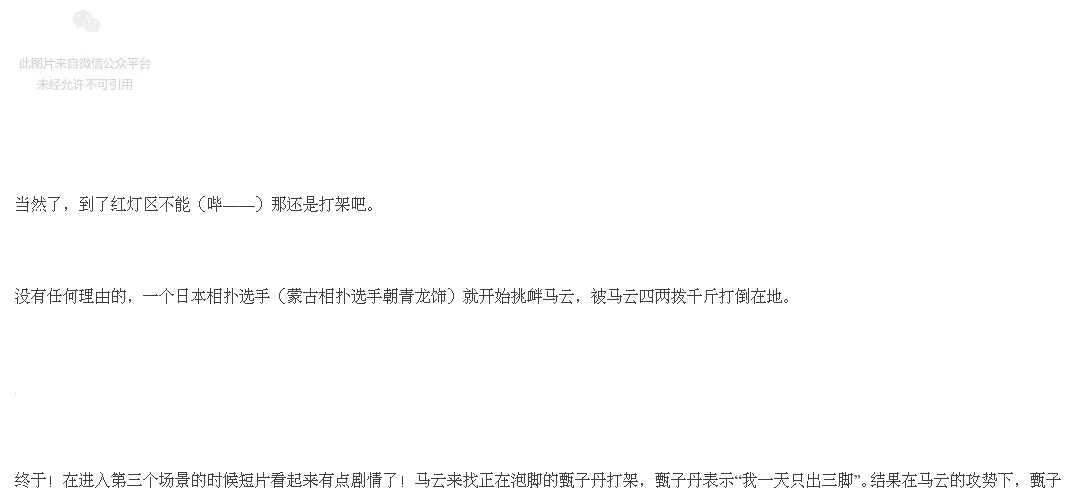 此图片来自微信公众平台
未经允许不可引用
当然了，到了红灯区不能（哔——）那还是打架吧。
没有任何理由的，一个日本相扑选手（蒙古相扑选手朝青龙饰）就开始挑衅马云，被马云四两拨千斤打倒在地。
终于！在进入第三个场景的时候短片看起来有点剧情了！马云来找正在泡脚的甄子丹打架，甄子丹表示“我一天只出三脚”。结果在马云的攻势下，甄子